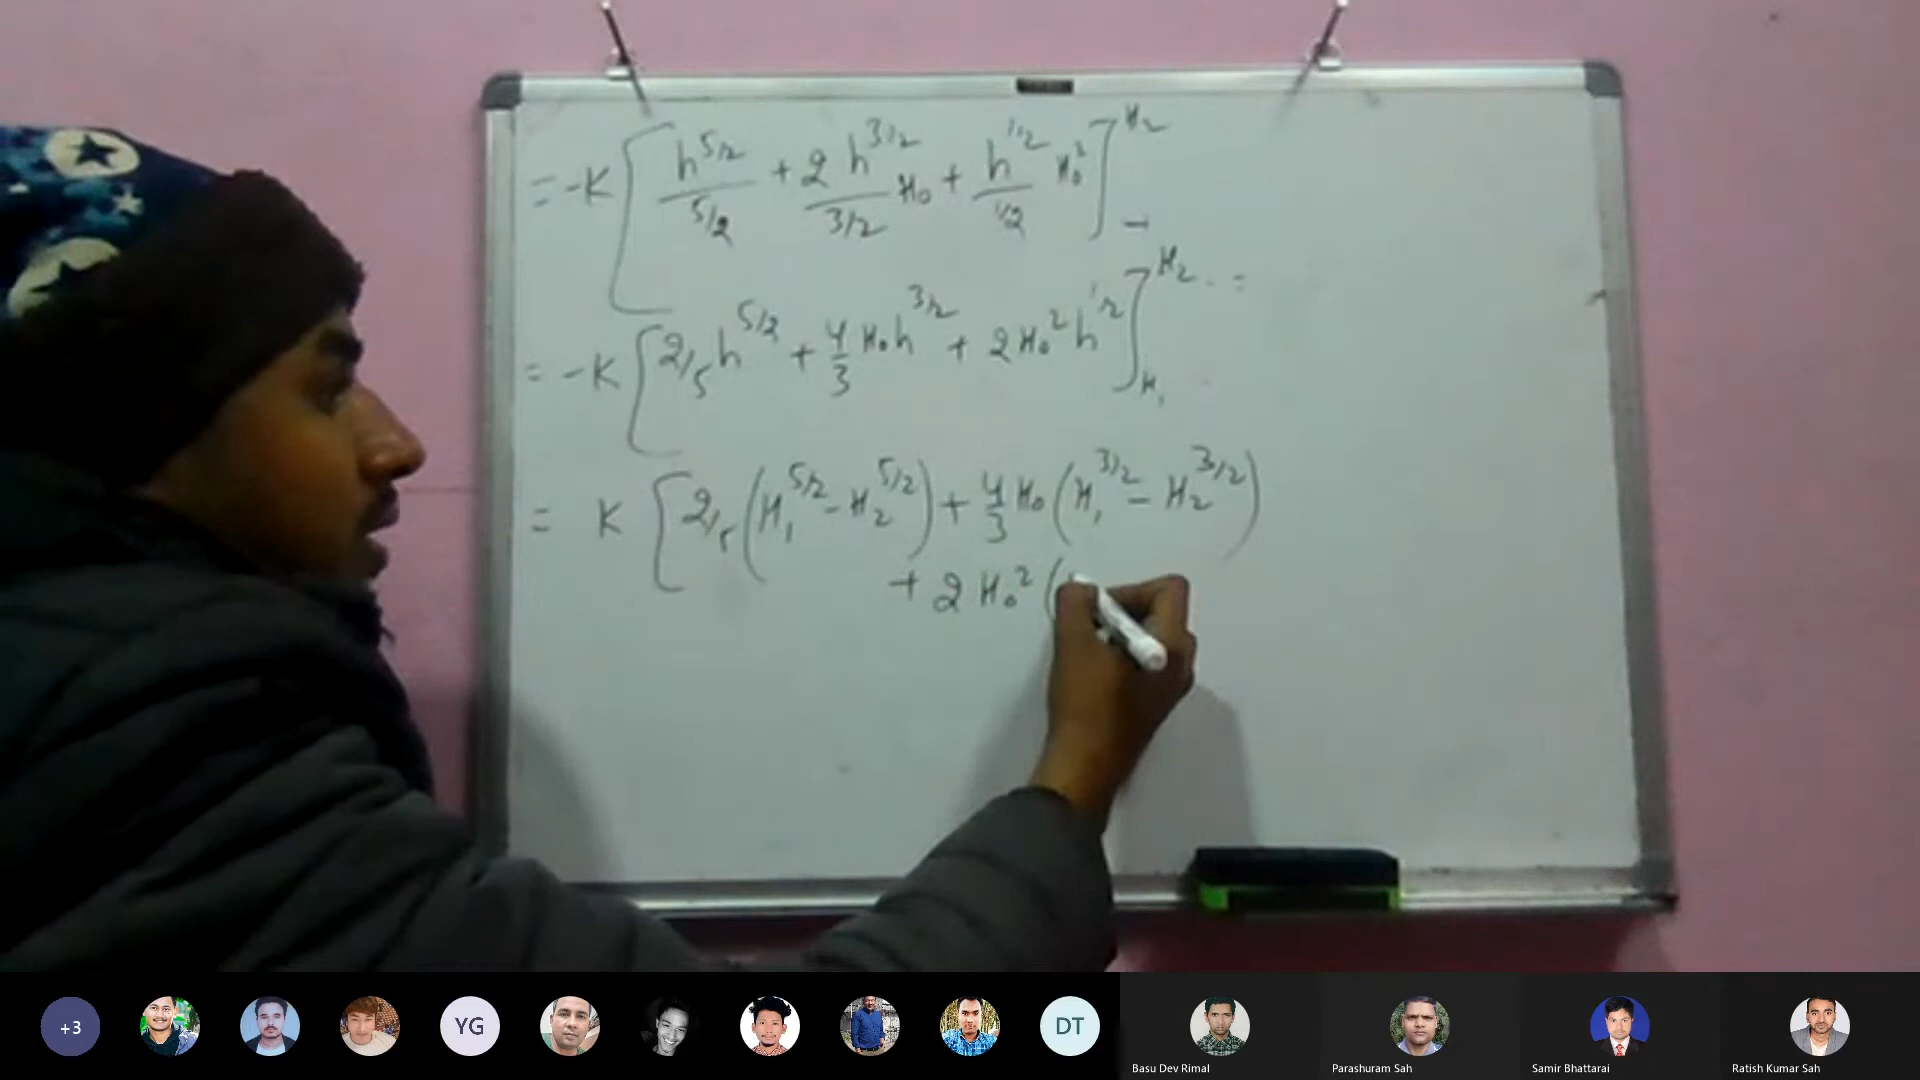 = -K [ h^5/2 / 5/2 + 2 h^3/2 / 3/2 H₀ + h^1/2 / 1/2 H₀² ]^H₂
= -K [ 2/5 h^5/2 + 4/3 H₀ h^3/2 + 2 H₀² h^1/2 ]_H₁^H₂ . =
= K [ 2/5 ( H₁^5/2 - H₂^5/2 ) + 4/3 H₀ ( H₁^3/2 - H₂^3/2 )
+ 2 H₀² (
+3
YG
DT
Basu Dev Rimal
Parashuram Sah
Samir Bhattarai
Ratish Kumar Sah